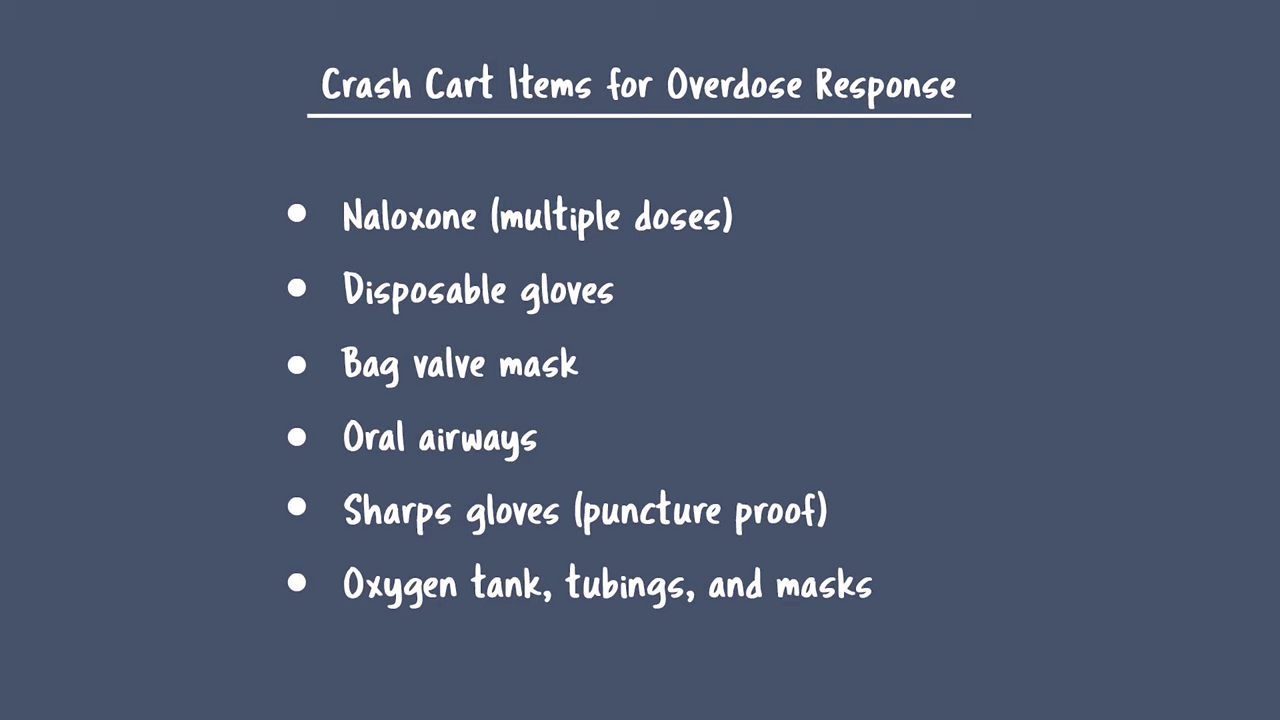 Crash Cart Items for Overdose Response
Naloxone (multiple doses)
Disposable gloves
Bag valve mask
Oral airways
Sharps gloves (puncture proof)
Oxygen tank, tubings, and masks